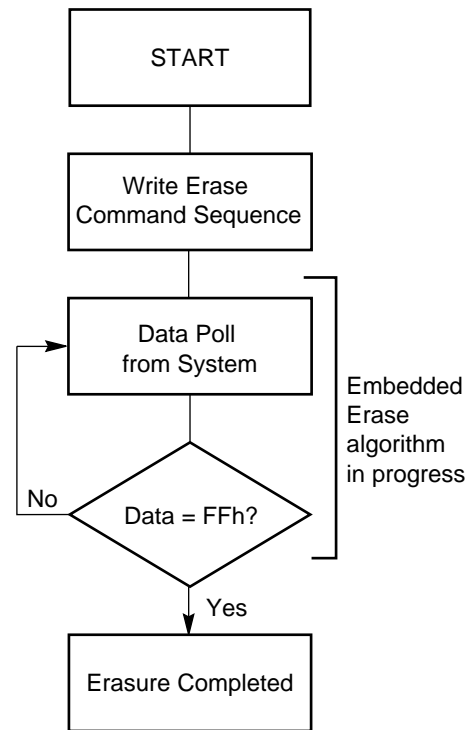 START
Write Erase
Command Sequence
Data Poll
from System
Embedded
Erase
algorithm
in progress
No
Data = FFh?
Yes
Erasure Completed